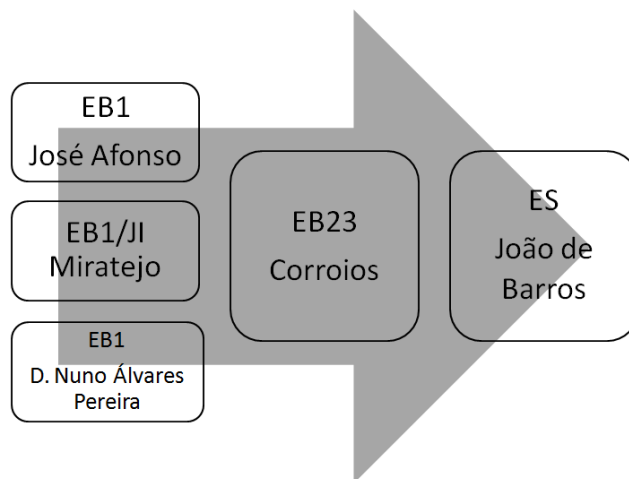 EB1
José Afonso
EB1/JI
Miratejo
EB1
D. Nuno Álvares
Pereira
EB23
Corroios
ES
João de
Barros